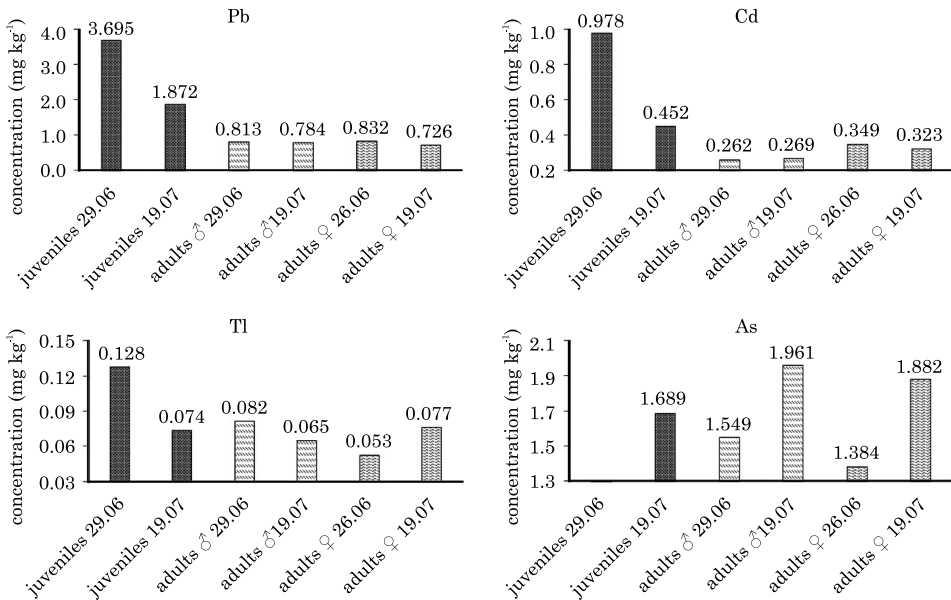 Pb
concentration (mg kg-1)
4.0
3.0
2.0
1.0
0.0
3.695
1.872
0.813
0.784
0.832
0.726
juveniles 29.06
juveniles 19.07
adults ♂ 29.06
adults ♂19.07
adults ♀ 26.06
adults ♀ 19.07
Cd
concentration (mg kg-1)
1.0
0.8
0.6
0.4
0.2
0.978
0.452
0.262
0.269
0.349
0.323
juveniles 29.06
juveniles 19.07
adults ♂ 29.06
adults ♂19.07
adults ♀ 26.06
adults ♀ 19.07
Tl
concentration (mg kg-1)
0.15
0.12
0.09
0.06
0.03
0.128
0.074
0.082
0.065
0.053
0.077
juveniles 29.06
juveniles 19.07
adults ♂ 29.06
adults ♂19.07
adults ♀ 26.06
adults ♀ 19.07
As
concentration (mg kg-1)
2.1
1.9
1.7
1.5
1.3
1.689
1.549
1.961
1.384
1.882
juveniles 29.06
juveniles 19.07
adults ♂ 29.06
adults ♂19.07
adults ♀ 26.06
adults ♀ 19.07